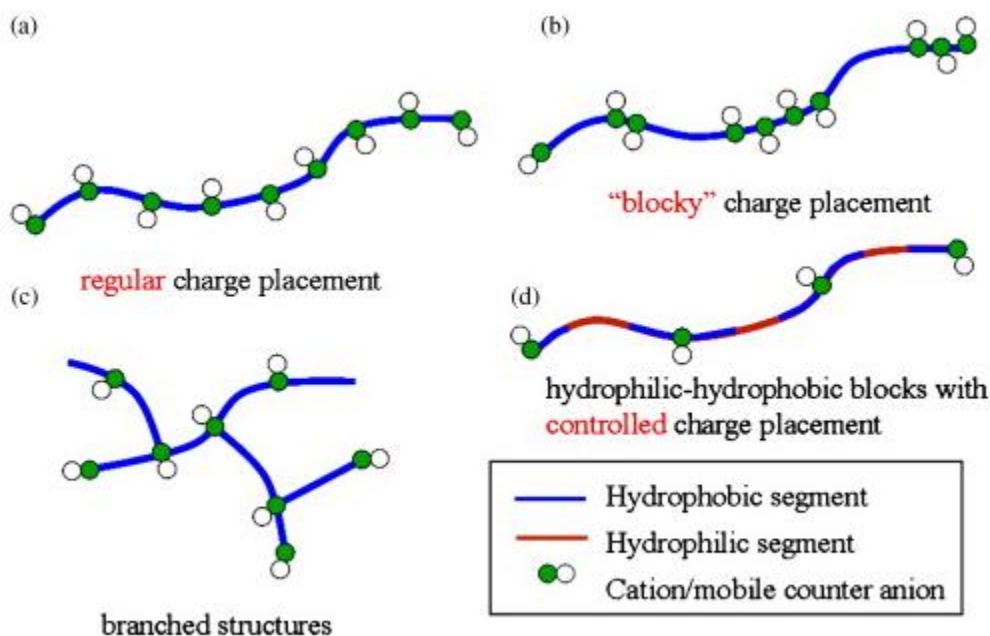 (a)
regular charge placement
(b)
“blocky” charge placement
(c)
branched structures
(d)
hydrophilic-hydrophobic blocks with
controlled charge placement
Hydrophobic segment
Hydrophilic segment
Cation/mobile counter anion